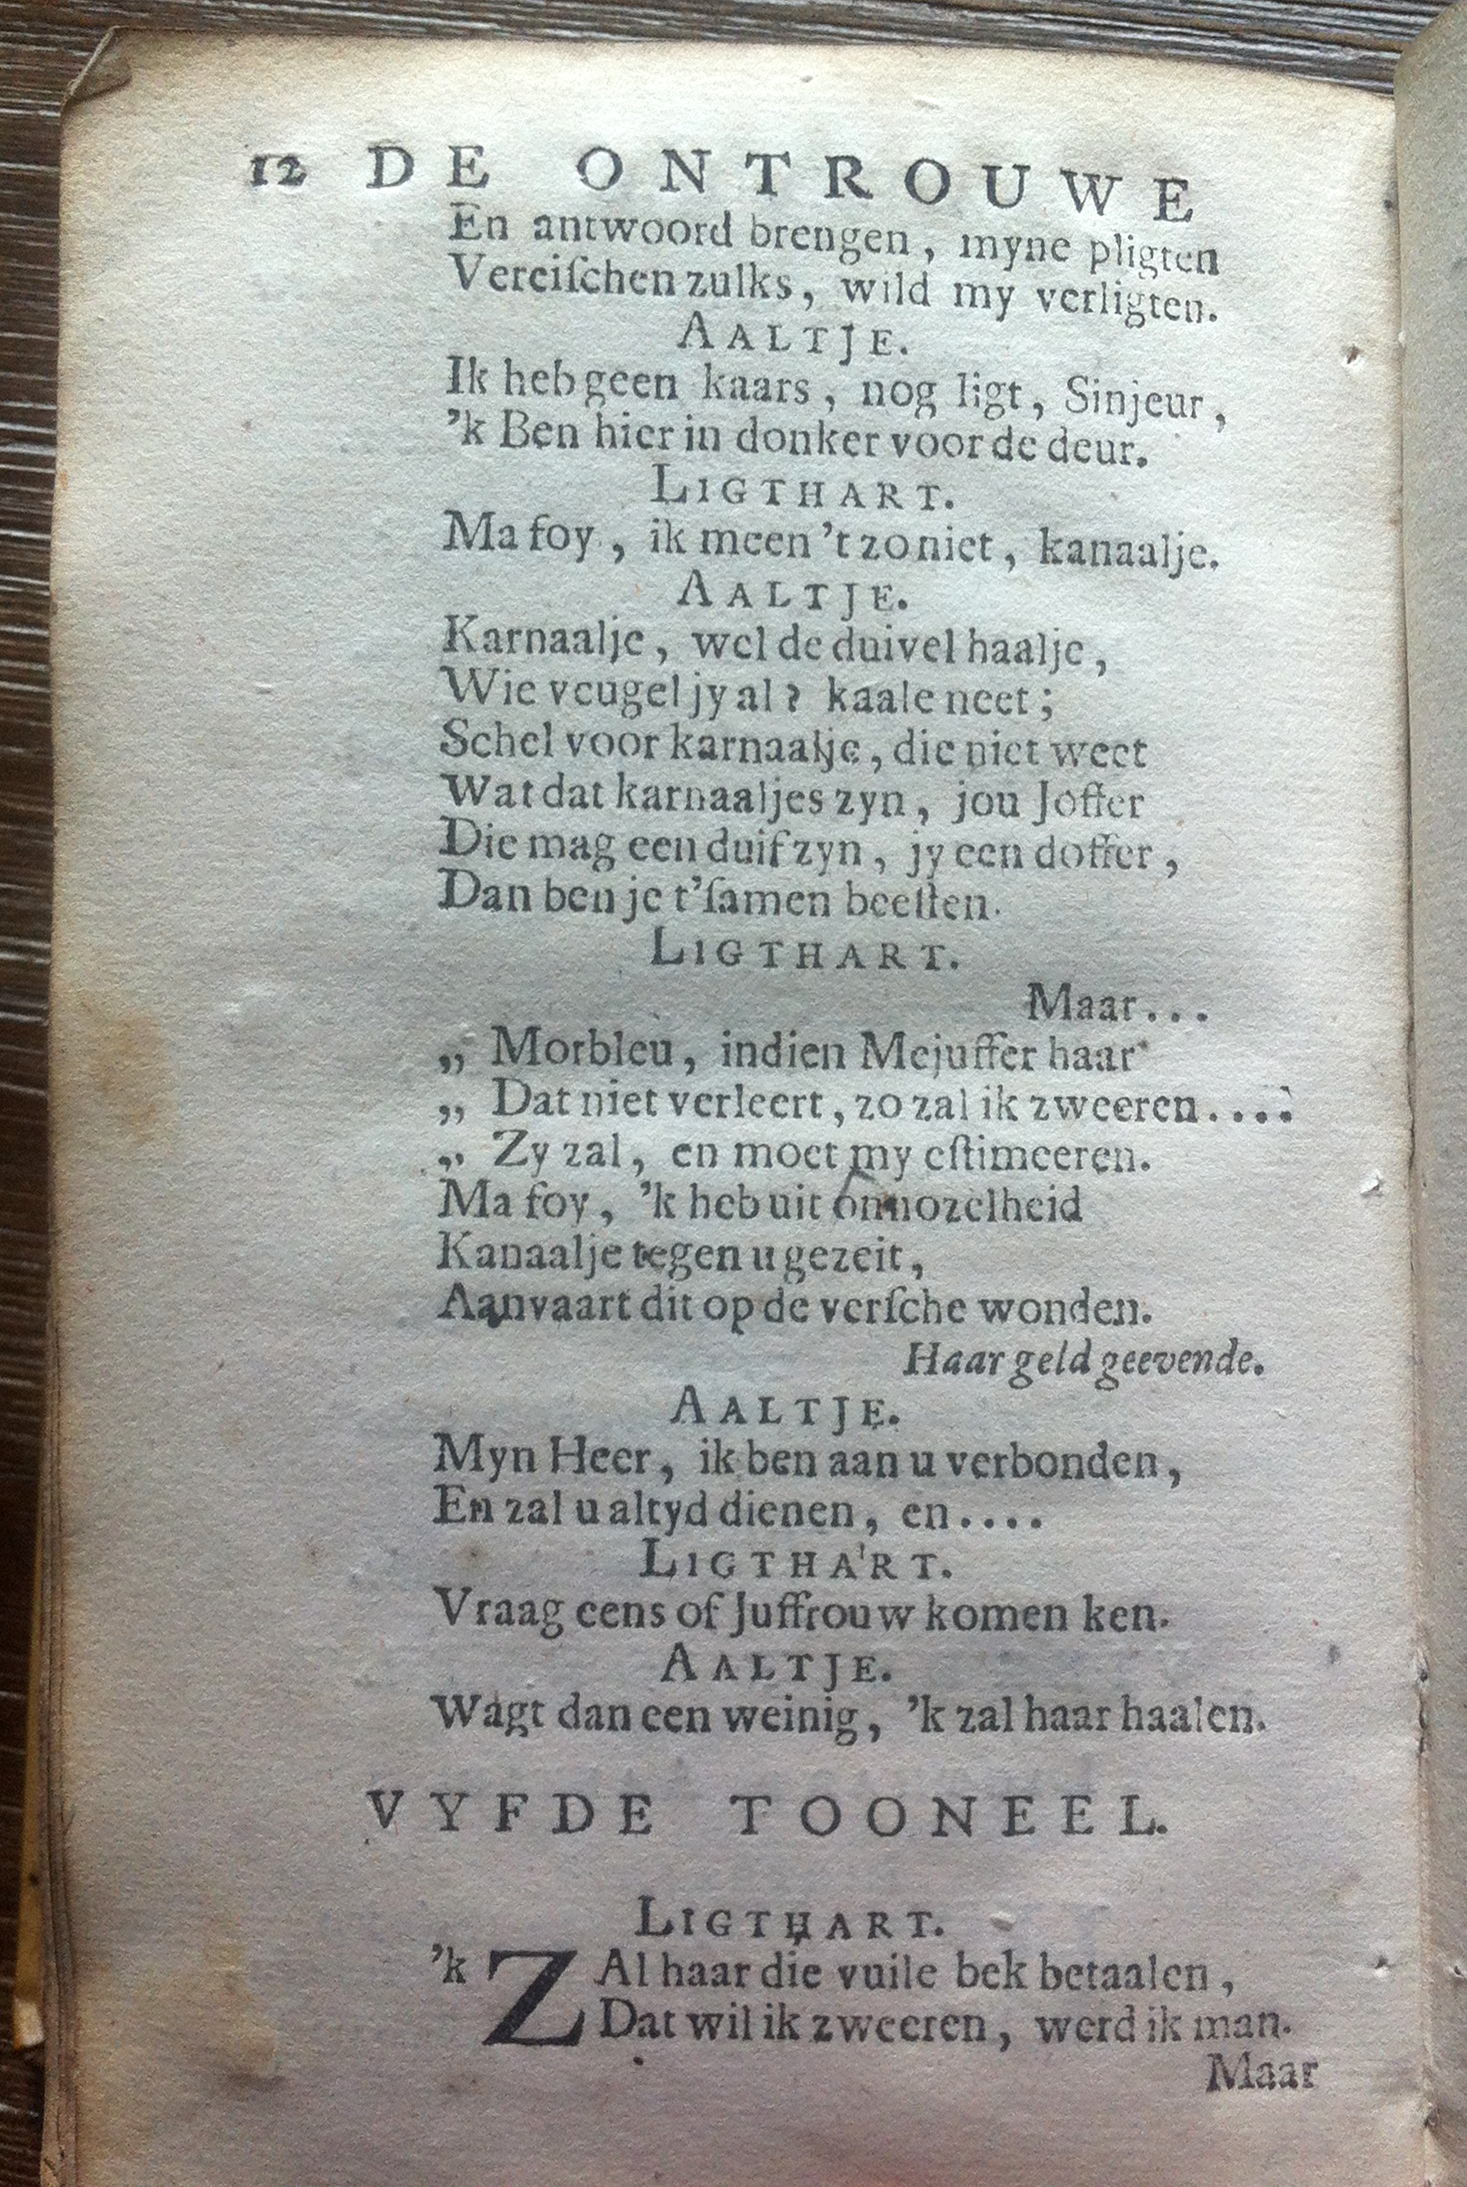 12 DE ONTROUWE
En antwoord brengen, myne pligten
Vereiſchen zulks, wild my verligten.
AALTJE.
Ik heb geen kaars, nog ligt, Sinjeur,
'k Ben hier in donker voor de deur.
LIGTHART.
Ma foy, ik meen 't zo niet, kanaalje.
AALTJE.
Karnaalje, wel de duivel haalje,
Wie veugel jy al? kaale neet;
Schel voor karnaalje, die niet weet
Wat dat karnaaljes zyn, jou Joffer
Die mag een duif zyn, jy een doffer,
Dan ben je t'ſamen beeſten.
LIGTHART.
Maar...
„ Morbleu, indien Mejuffer haar
„ Dat niet verleert, zo zal ik zweeren....
„ Zy zal, en moet my eſtimeeren.
Ma foy, 'k heb uit onnozelheid
Kanaalje tegen u gezeit,
Aanvaart dit op de verſche wonden.
Haar geld geevende.
AALTJE.
Myn Heer, ik ben aan u verbonden,
En zal u altyd dienen, en....
LIGTHART.
Vraag eens of Juffrouw komen ken.
AALTJE.
Wagt dan een weinig, 'k zal haar haalen.
VYFDE TOONEEL.
LIGTHART.
'k ZAl haar die vuile bek betaalen,
Dat wil ik zweeren, werd ik man.
Maar